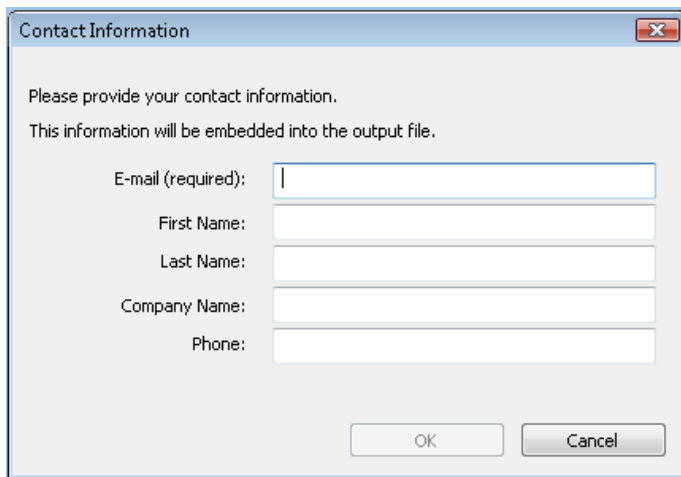 Contact Information
Please provide your contact information.
This information will be embedded into the output file.
E-mail (required):
First Name:
Last Name:
Company Name:
Phone:
OK
Cancel